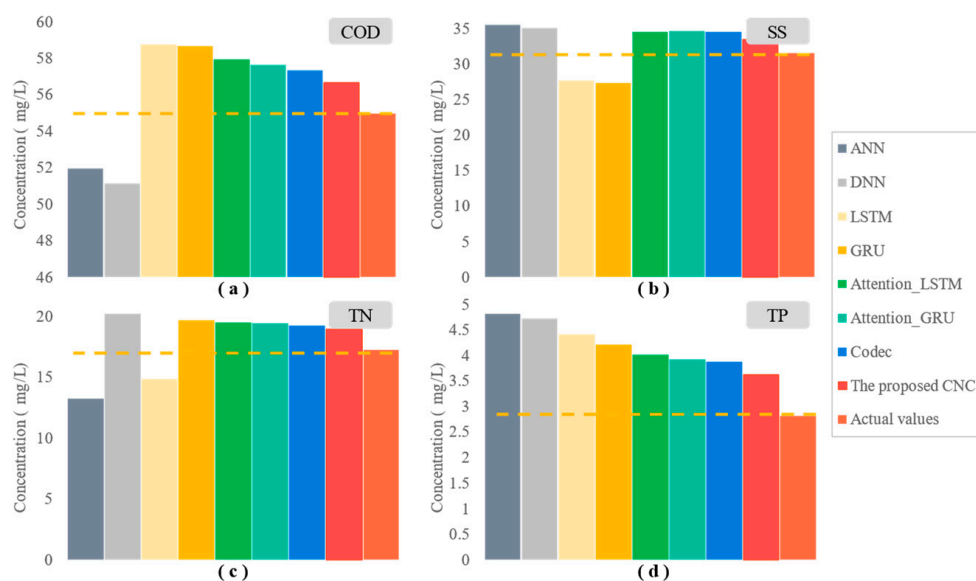 COD
Concentration ( mg/L)
60
58
56
54
52
50
48
46
( a )
SS
Concentration ( mg/L)
35
30
25
20
15
10
5
0
( b )
TN
Concentration ( mg/L)
20
15
10
5
0
( c )
TP
Concentration ( mg/L)
5
4.5
4
3.5
3
2.5
2
1.5
1
0.5
0
( d )
ANN
DNN
LSTM
GRU
Attention_LSTM
Attention_GRU
Codec
The proposed CNC
Actual values